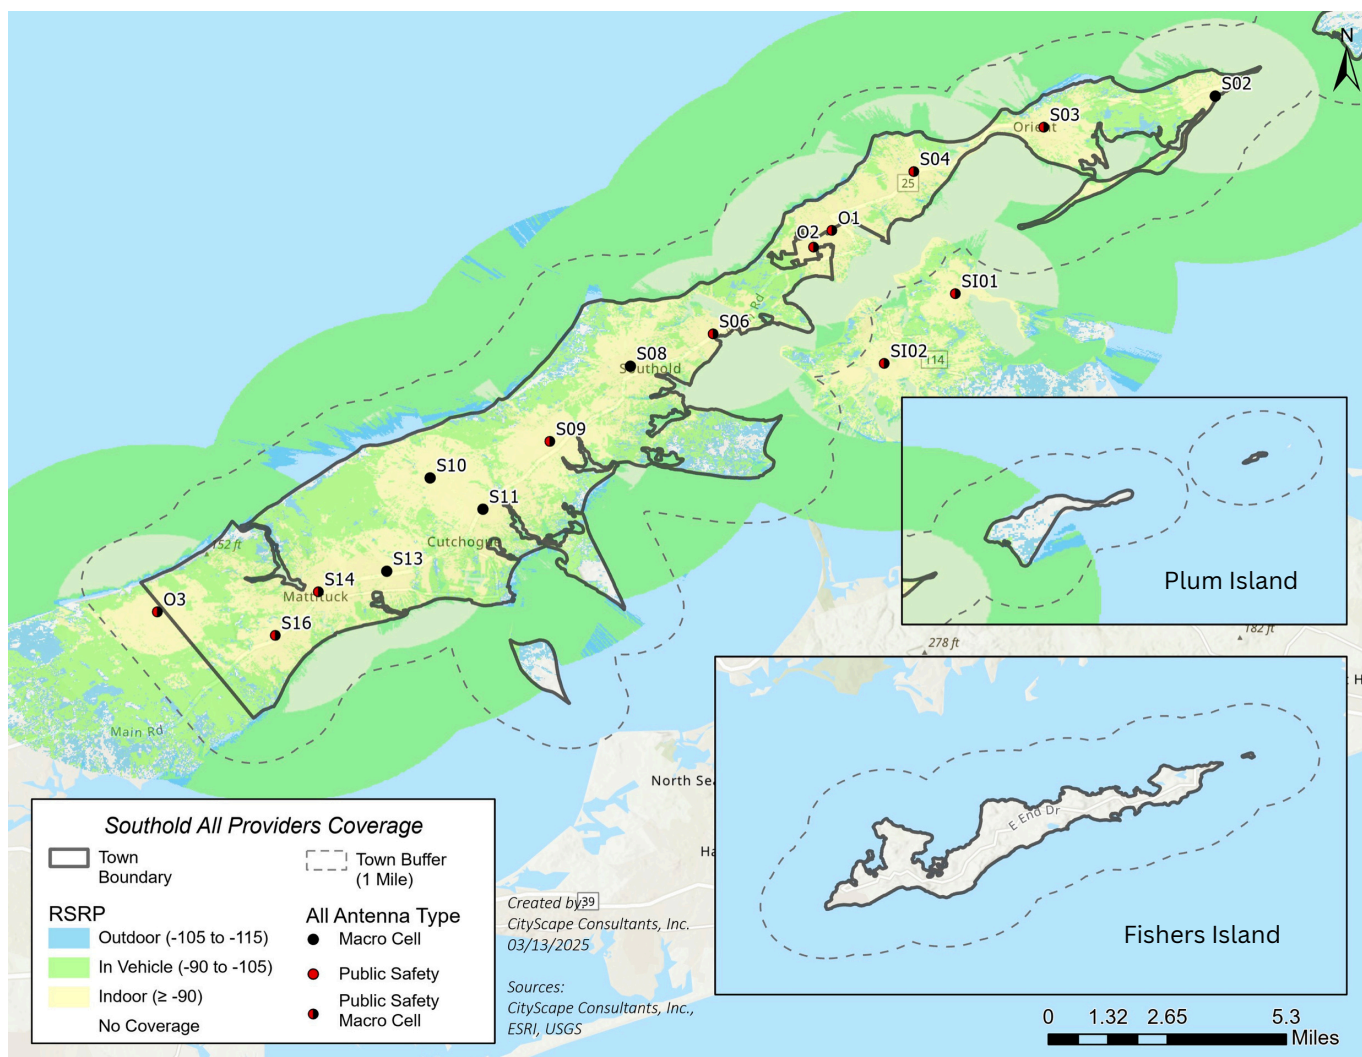 N
S02
S03
Orient
S04
25
O1
O2
SI01
S06
Rd
SI02
114
S08
Southold
S09
S10
S11
Cutchogue
152 ft
S13
S14
Mattituck
O3
S16
Main Rd
Plum Island
278 ft
182 ft
t H
E End Dr
Fishers Island
North Sea
Ha
39
Southold All Providers Coverage
Town
Boundary
Town Buffer
(1 Mile)
RSRP
Outdoor (-105 to -115)
In Vehicle (-90 to -105)
Indoor (≥ -90)
No Coverage
All Antenna Type
Macro Cell
Public Safety
Public Safety
Macro Cell
Created by:
CityScape Consultants, Inc.
03/13/2025
Sources:
CityScape Consultants, Inc.,
ESRI, USGS
0 1.32 2.65 5.3
Miles